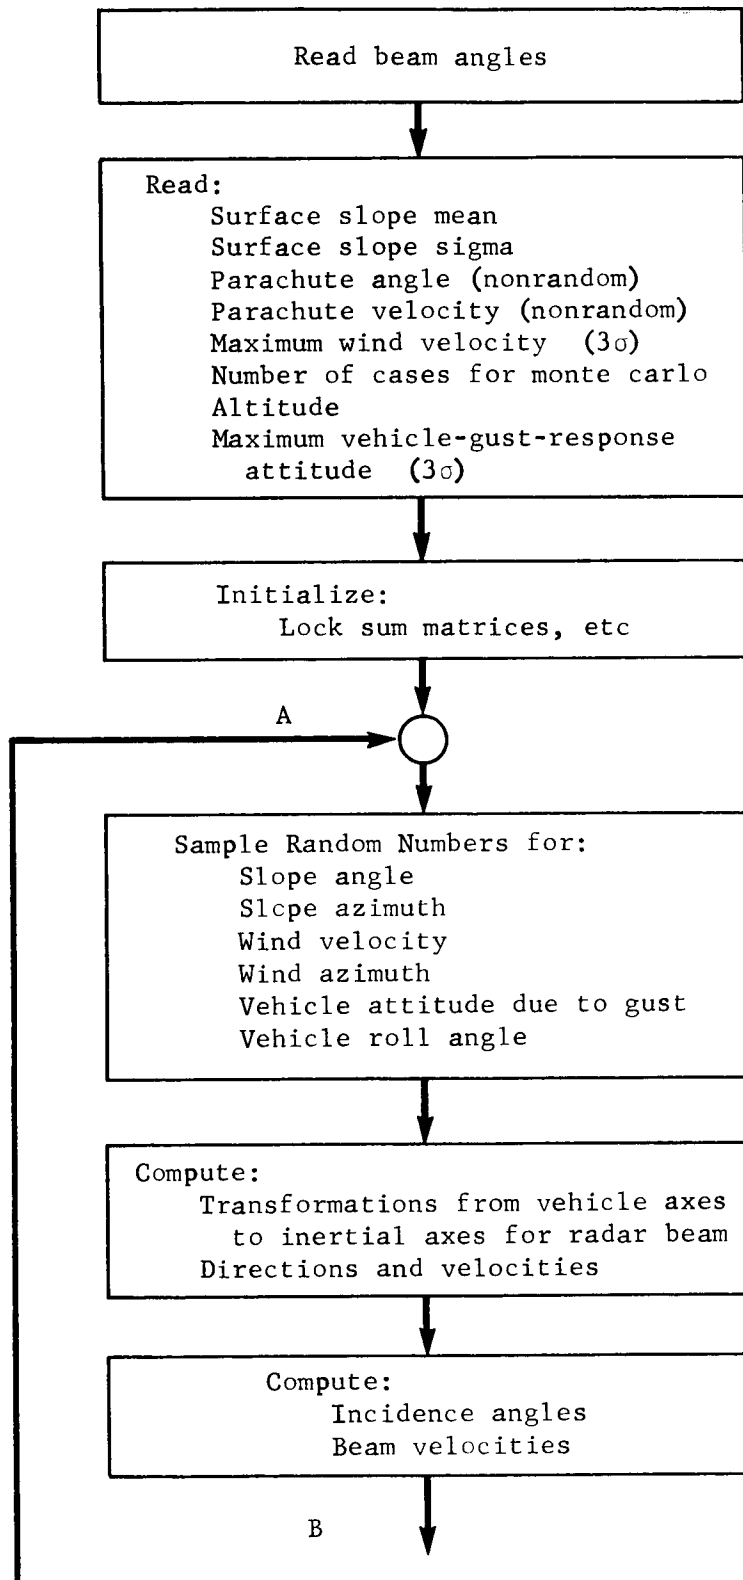 Read beam angles
Read:
Surface slope mean
Surface slope sigma
Parachute angle (nonrandom)
Parachute velocity (nonrandom)
Maximum wind velocity (3σ)
Number of cases for monte carlo
Altitude
Maximum vehicle-gust-response
attitude (3σ)
Initialize:
Lock sum matrices, etc
A
Sample Random Numbers for:
Slope angle
Slcpe azimuth
Wind velocity
Wind azimuth
Vehicle attitude due to gust
Vehicle roll angle
Compute:
Transformations from vehicle axes
to inertial axes for radar beam
Directions and velocities
Compute:
Incidence angles
Beam velocities
B